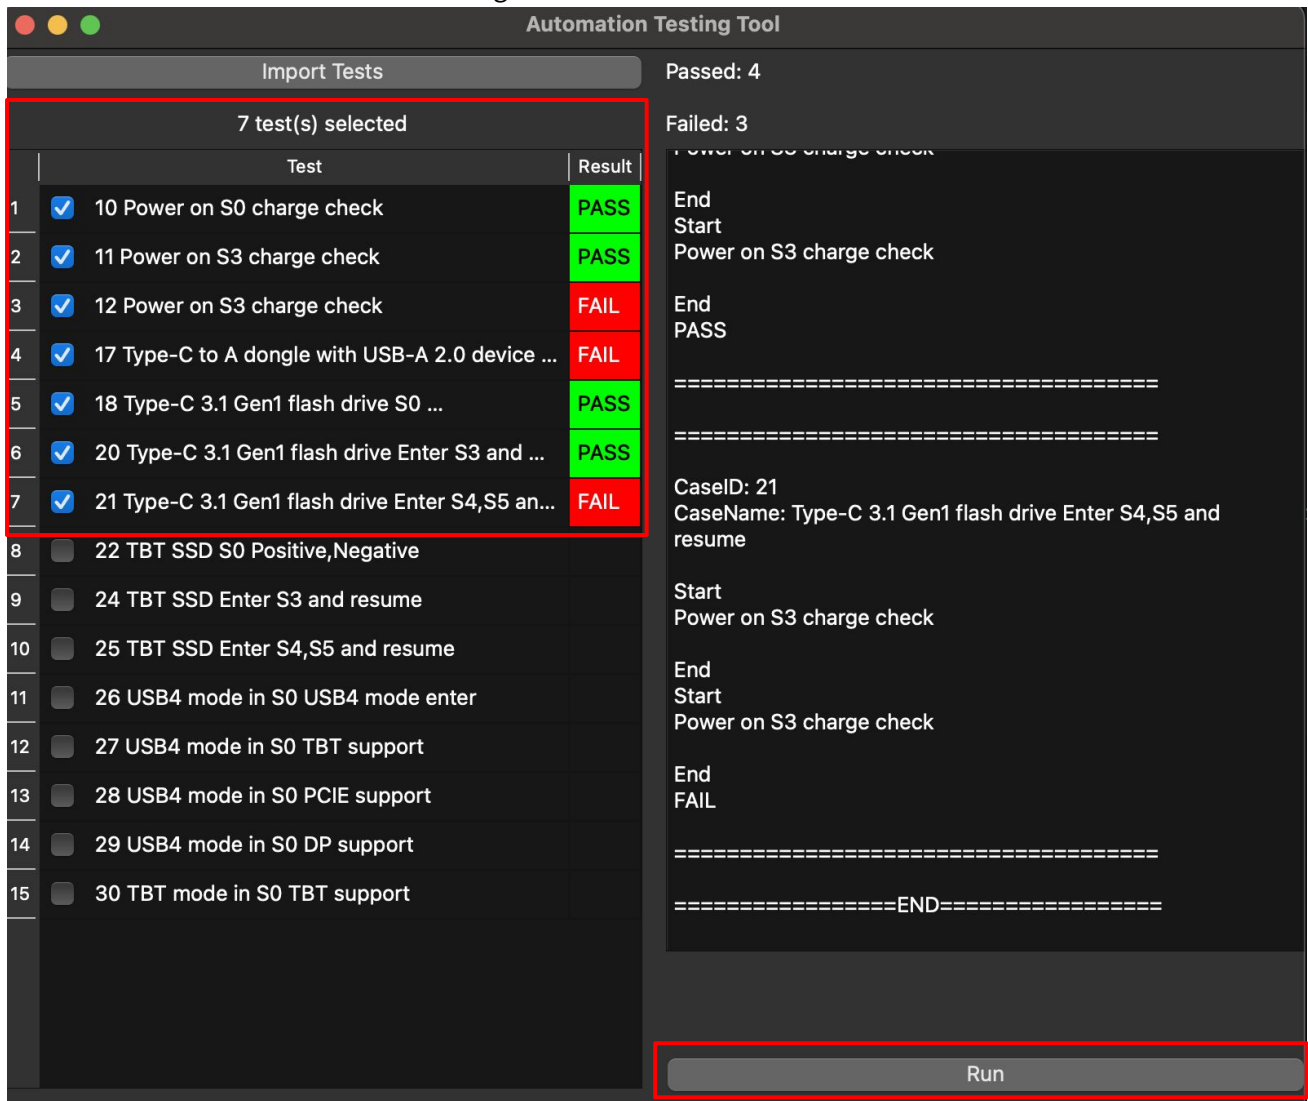 Automation Testing Tool
Import Tests
7 test(s) selected
Test Result
1 10 Power on S0 charge check PASS
2 11 Power on S3 charge check PASS
3 12 Power on S3 charge check FAIL
4 17 Type-C to A dongle with USB-A 2.0 device ... FAIL
5 18 Type-C 3.1 Gen1 flash drive S0 ... PASS
6 20 Type-C 3.1 Gen1 flash drive Enter S3 and ... PASS
7 21 Type-C 3.1 Gen1 flash drive Enter S4,S5 an... FAIL
8 22 TBT SSD S0 Positive,Negative
9 24 TBT SSD Enter S3 and resume
10 25 TBT SSD Enter S4,S5 and resume
11 26 USB4 mode in S0 USB4 mode enter
12 27 USB4 mode in S0 TBT support
13 28 USB4 mode in S0 PCIE support
14 29 USB4 mode in S0 DP support
15 30 TBT mode in S0 TBT support
Passed: 4
Failed: 3
Power on S3 charge check
End
Start
Power on S3 charge check
End
PASS
=====================================
=====================================
CaseID: 21
CaseName: Type-C 3.1 Gen1 flash drive Enter S4,S5 and
resume
Start
Power on S3 charge check
End
Start
Power on S3 charge check
End
FAIL
=====================================
=================END=================
Run